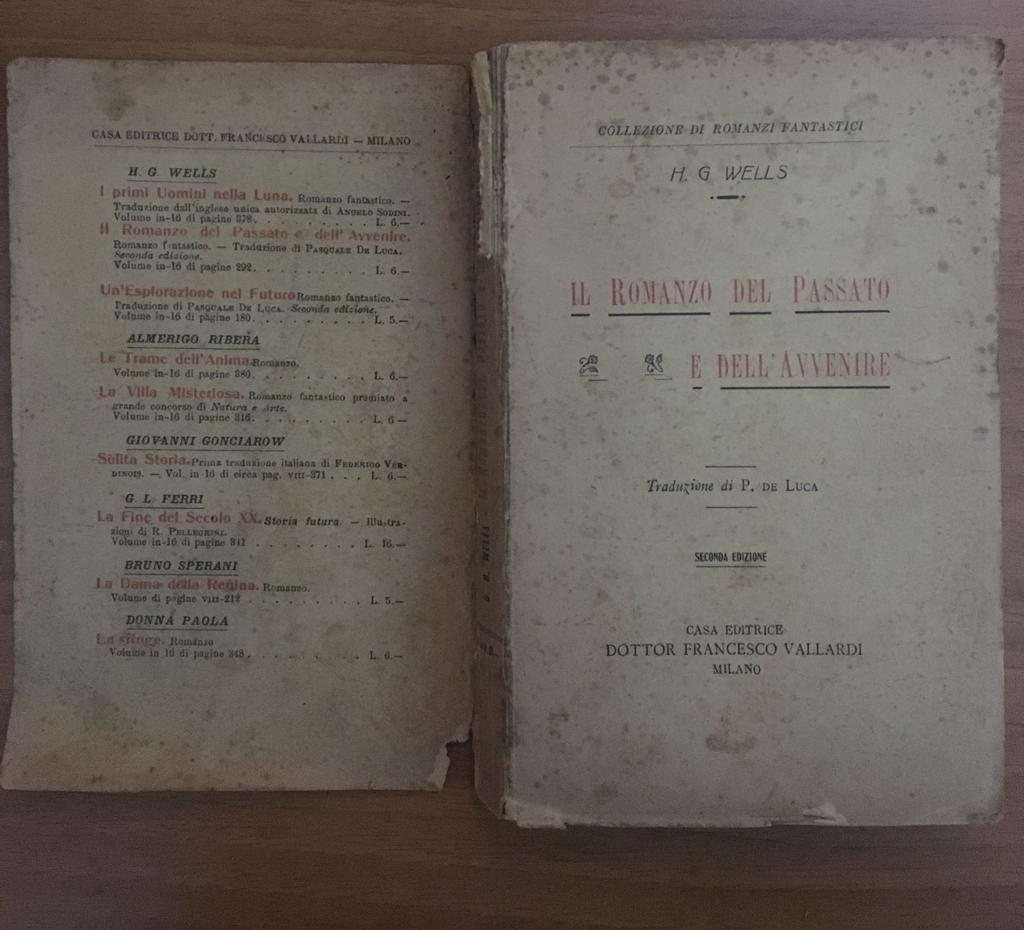 CASA EDITRICE DOTT. FRANCESCO VALLARDI — MILANO
H. G. WELLS
I primi Uomini nella Luna. Romanzo fantastico. —
Traduzione dall'inglese unica autorizzata di ANGELO SODINI.
Volume in-16 di pagine 378. . . . . . . . . L. 6.—
Il Romanzo del Passato e dell'Avvenire.
Romanzo fantastico. — Traduzione di PASQUALE DE LUCA.
Seconda edizione.
Volume in-16 di pagine 292. . . . . . . . . L. 6.—
Un'Esplorazione nel Futuro Romanzo fantastico. —
Traduzione di PASQUALE DE LUCA. Seconda edizione.
Volume in-16 di pagine 180. . . . . . . . . L. 5.—
ALMERIGO RIBERA
Le Trame dell'Anima. Romanzo.
Volume in-16 di pagine 380. . . . . . . . . L. 6.—
La Villa Misteriosa. Romanzo fantastico premiato a
grande concorso di Natura e Arte.
Volume in-16 di pagine 316. . . . . . . . . L. 6 —
GIOVANNI GONCIAROW
Solita Storia. Prima traduzione italiana di FEDERIGO VER-
DINOIS. — Vol. in 16 di circa pag. VIII-371 . . . L. 6.—
G. L. FERRI
La Fine del Secolo XX. Storia futura. — Illustra-
zioni di R. PELLEGRINI.
Volume in-16 di pagine 341 . . . . . . . . L. 16.—
BRUNO SPERANI
La Dama della Regina. Romanzo.
Volume di pagine VIII-212 . . . . . . . . . L. 5.—
DONNA PAOLA
La sfinge. Romanzo
Volume in 16 di pagine 348 . . . . . . . . L. 6.—
H. G. WELLS
COLLEZIONE DI ROMANZI FANTASTICI
H. G. WELLS
IL ROMANZO DEL PASSATO
E DELL'AVVENIRE
Traduzione di P. DE LUCA
SECONDA EDIZIONE
CASA EDITRICE
DOTTOR FRANCESCO VALLARDI
MILANO